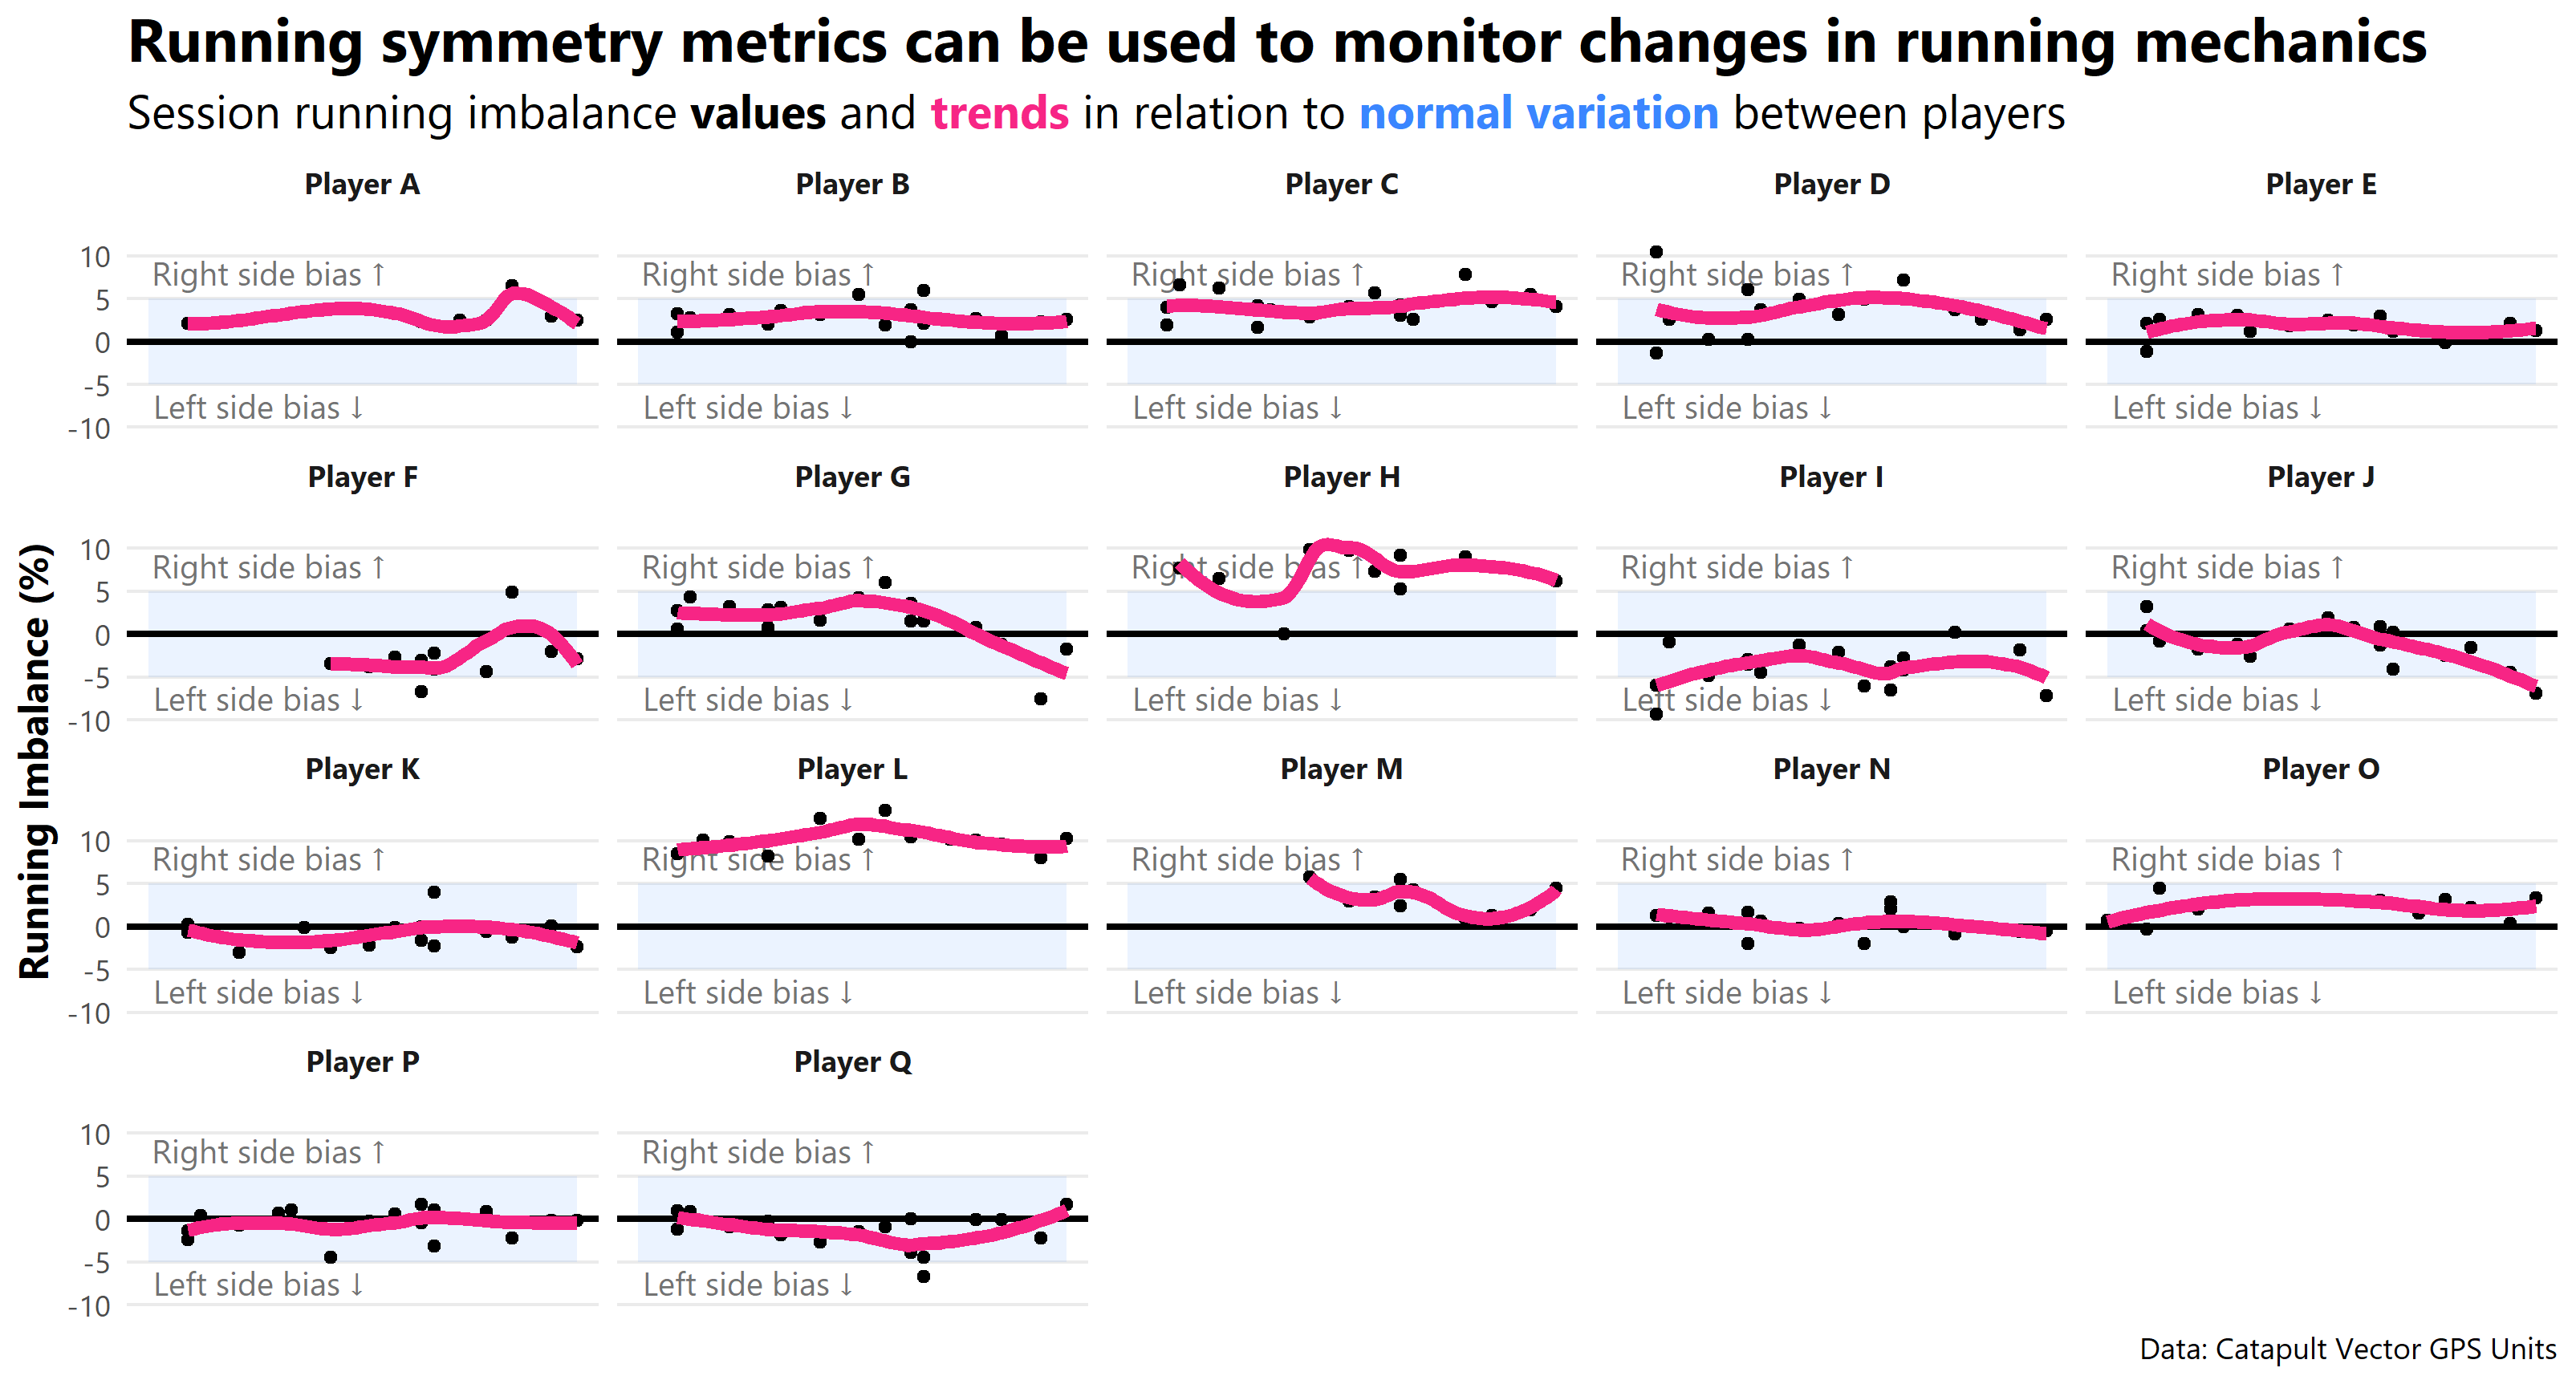 Running symmetry metrics can be used to monitor changes in running mechanics
Session running imbalance values and trends in relation to normal variation between players
Running Imbalance (%)
Player A
Player B
Player C
Player D
Player E
10
5
0
-5
-10
Right side bias ↑
Left side bias ↓
Right side bias ↑
Left side bias ↓
Right side bias ↑
Left side bias ↓
Right side bias ↑
Left side bias ↓
Right side bias ↑
Left side bias ↓
Player F
Player G
Player H
Player I
Player J
10
5
0
-5
-10
Right side bias ↑
Left side bias ↓
Right side bias ↑
Left side bias ↓
Right side bias ↑
Left side bias ↓
Right side bias ↑
Left side bias ↓
Right side bias ↑
Left side bias ↓
Player K
Player L
Player M
Player N
Player O
10
5
0
-5
-10
Right side bias ↑
Left side bias ↓
Right side bias ↑
Left side bias ↓
Right side bias ↑
Left side bias ↓
Right side bias ↑
Left side bias ↓
Right side bias ↑
Left side bias ↓
Player P
Player Q
10
5
0
-5
-10
Right side bias ↑
Left side bias ↓
Right side bias ↑
Left side bias ↓
Data: Catapult Vector GPS Units